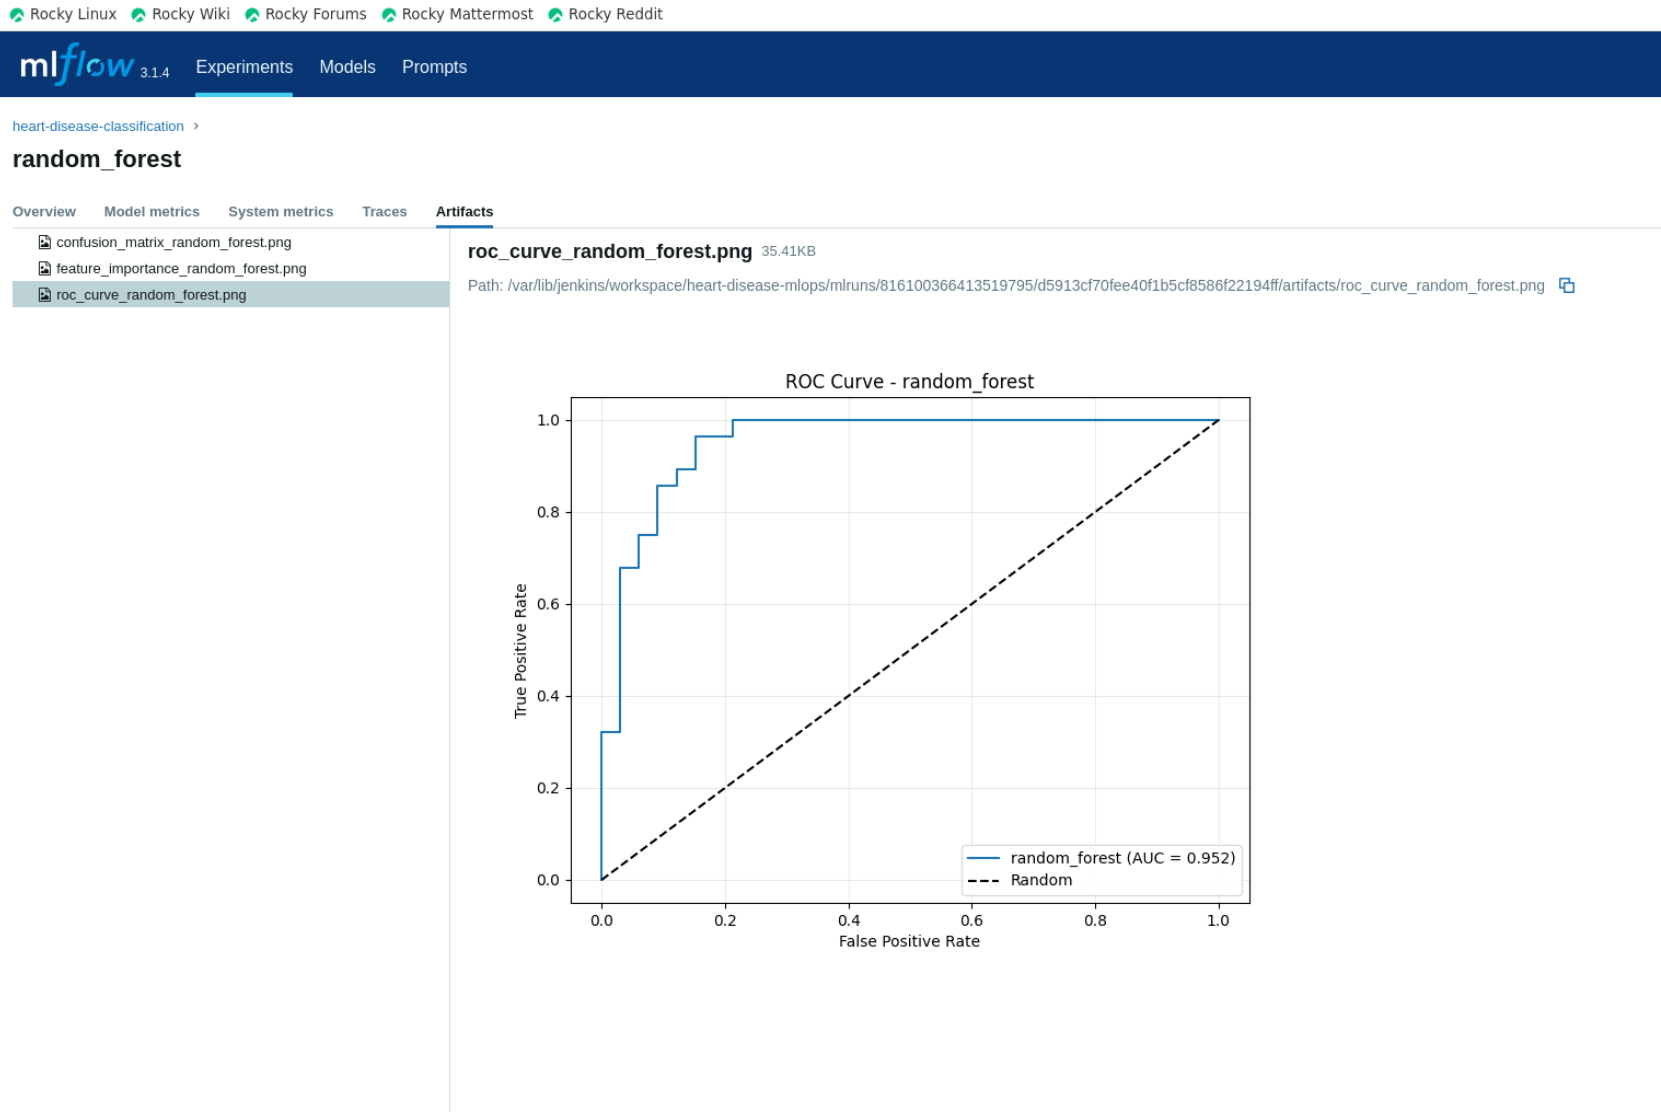 Rocky Linux Rocky Wiki Rocky Forums Rocky Mattermost Rocky Reddit
mlflow 3.1.4 Experiments Models Prompts
heart-disease-classification
random_forest
Overview Model metrics System metrics Traces Artifacts
confusion_matrix_random_forest.png
feature_importance_random_forest.png
roc_curve_random_forest.png
roc_curve_random_forest.png 35.41KB
Path: /var/lib/jenkins/workspace/heart-disease-mlops/mlruns/816100366413519795/d5913cf70fee40f1b5cf8586f22194ff/artifacts/roc_curve_random_forest.png
ROC Curve - random_forest
1.0
0.8
0.6
0.4
0.2
0.0
True Positive Rate
random_forest (AUC = 0.952)
Random
0.0 0.2 0.4 0.6 0.8 1.0
False Positive Rate